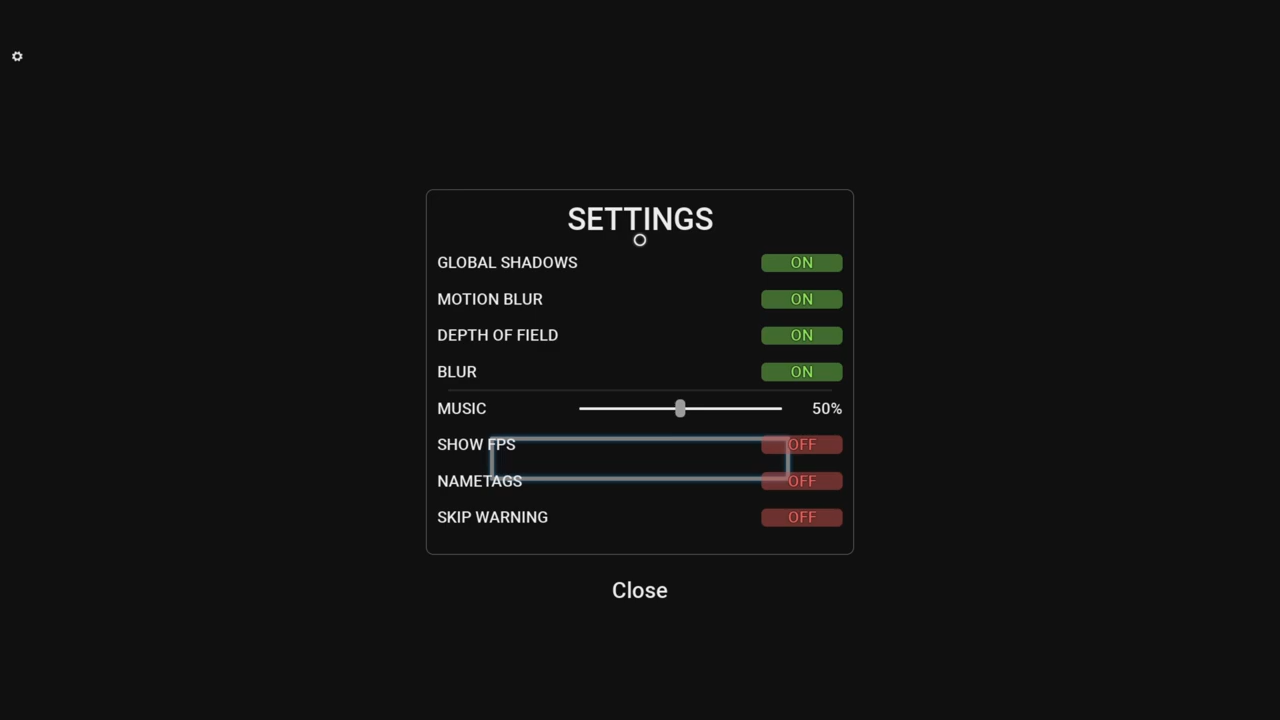 SETTINGS
GLOBAL SHADOWS ON
MOTION BLUR ON
DEPTH OF FIELD ON
BLUR ON
MUSIC 50%
SHOW FPS OFF
NAMETAGS OFF
SKIP WARNING OFF
Close